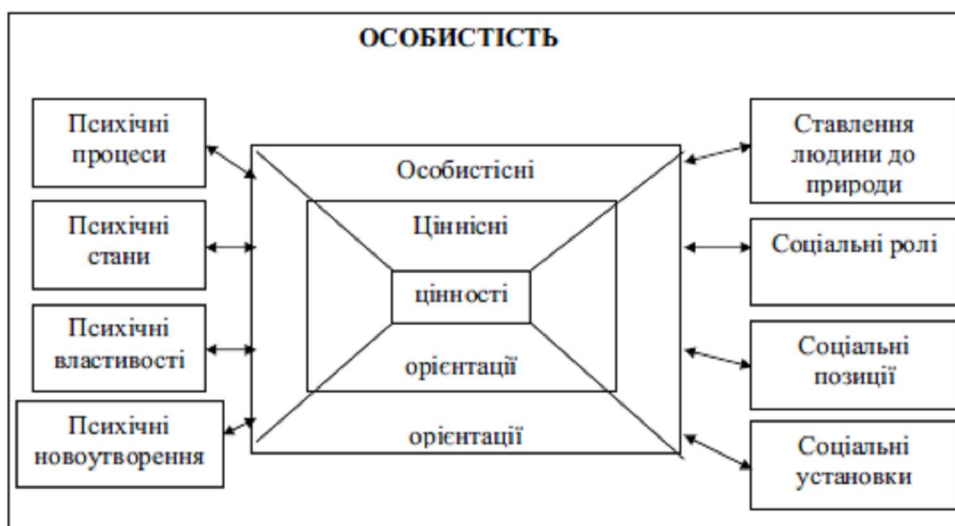 ОСОБИСТІСТЬ
Психічні
процеси
Психічні
стани
Психічні
властивості
Психічні
новоутворення
Особистісні
Ціннісні
цінності
орієнтації
орієнтації
Ставлення
людини до
природи
Соціальні ролі
Соціальні
позиції
Соціальні
установки